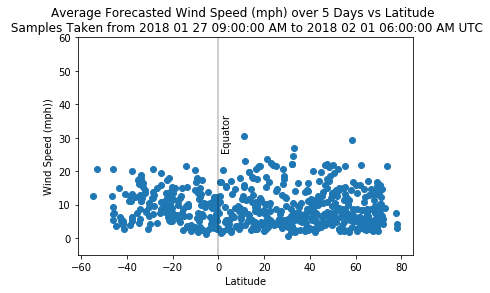 Average Forecasted Wind Speed (mph) over 5 Days vs Latitude
Samples Taken from 2018 01 27 09:00:00 AM to 2018 02 01 06:00:00 AM UTC
60
50
40
30
20
10
0
Wind Speed (mph))
Equator
−60 −40 −20 0 20 40 60 80
Latitude